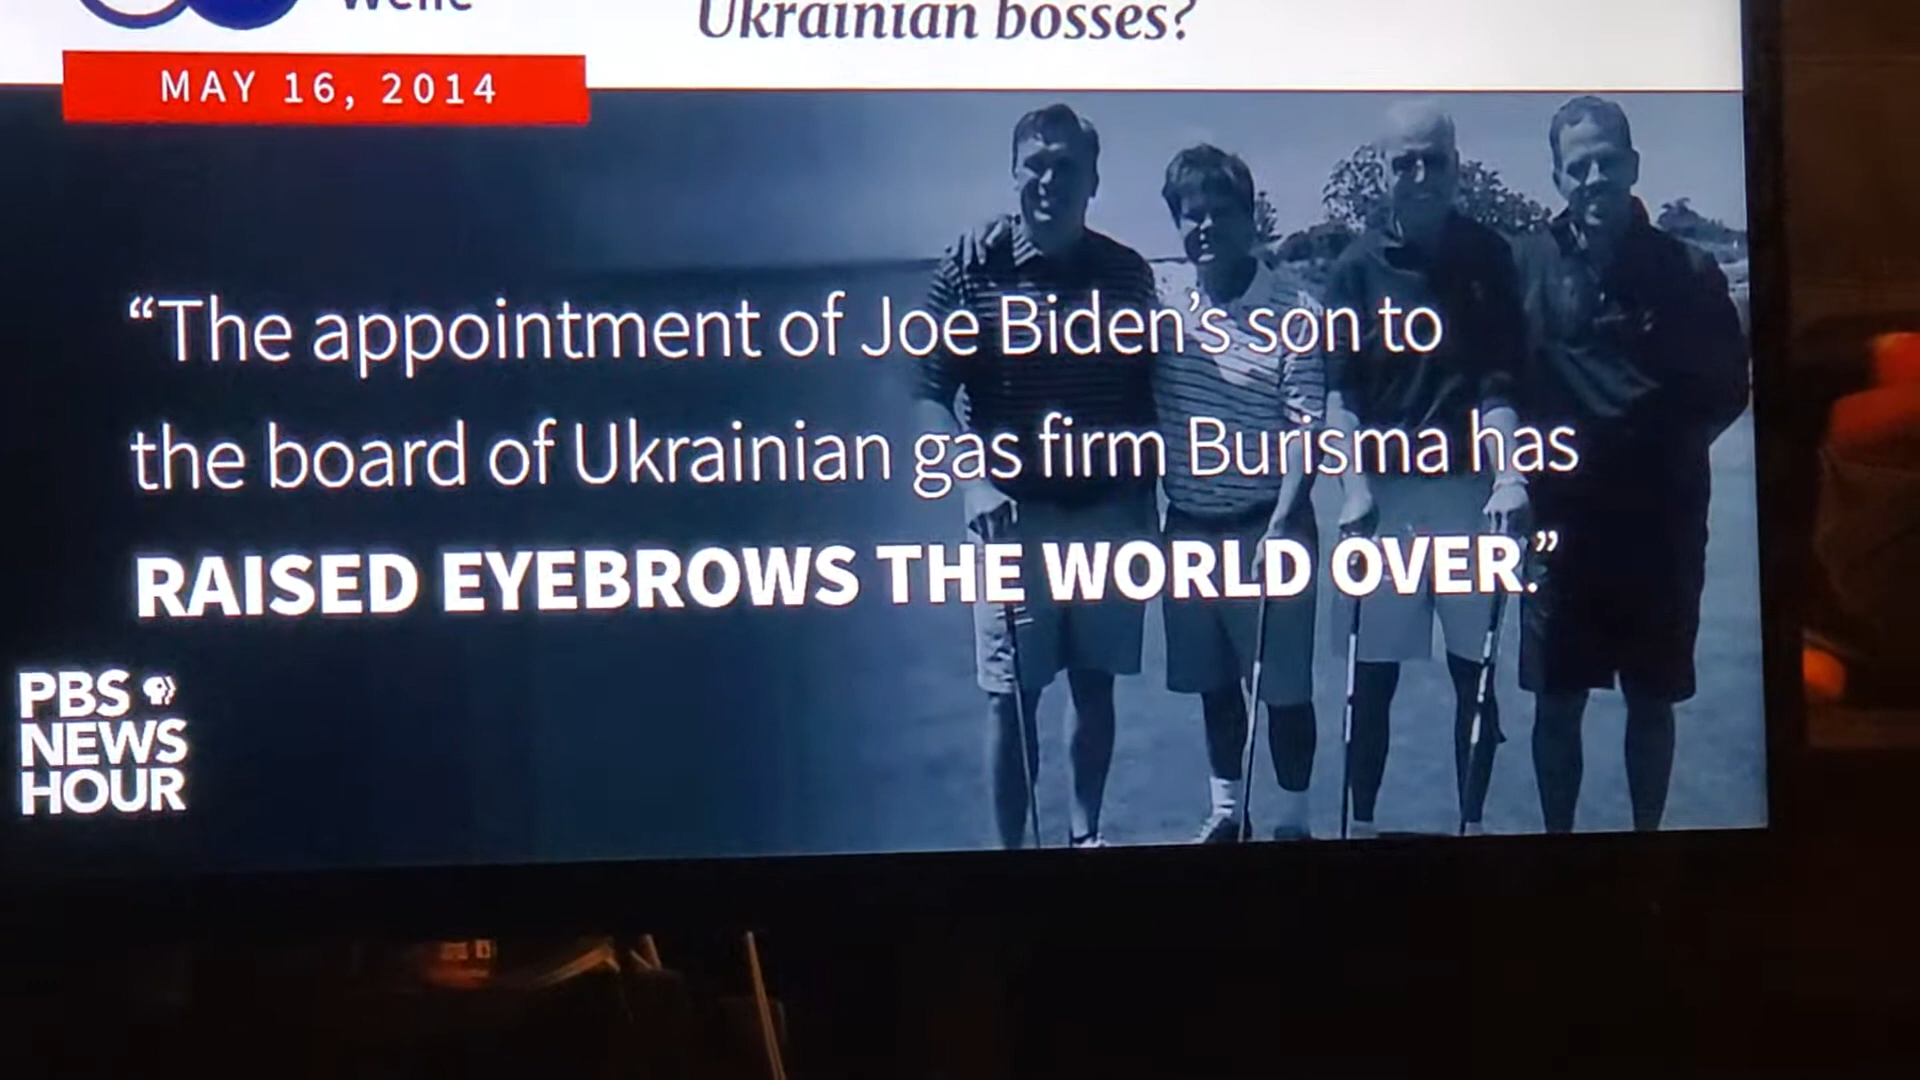 Welle
Ukrainian bosses?
MAY 16, 2014
“The appointment of Joe Biden’s son to
the board of Ukrainian gas firm Burisma has
RAISED EYEBROWS THE WORLD OVER.”
PBS
NEWS
HOUR